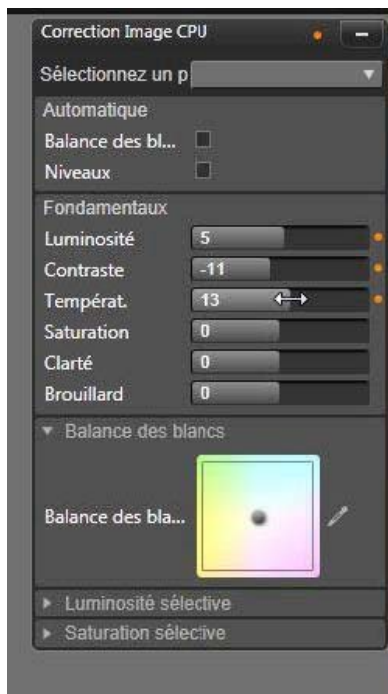 Correction Image CPU
Sélectionnez un p
Automatique
Balance des bl...
Niveaux
Fondamentaux
Luminosité 5
Contraste -11
Températ. 13
Saturation 0
Clarté 0
Brouillard 0
Balance des blancs
Balance des bla...
Luminosité sélective
Saturation sélective